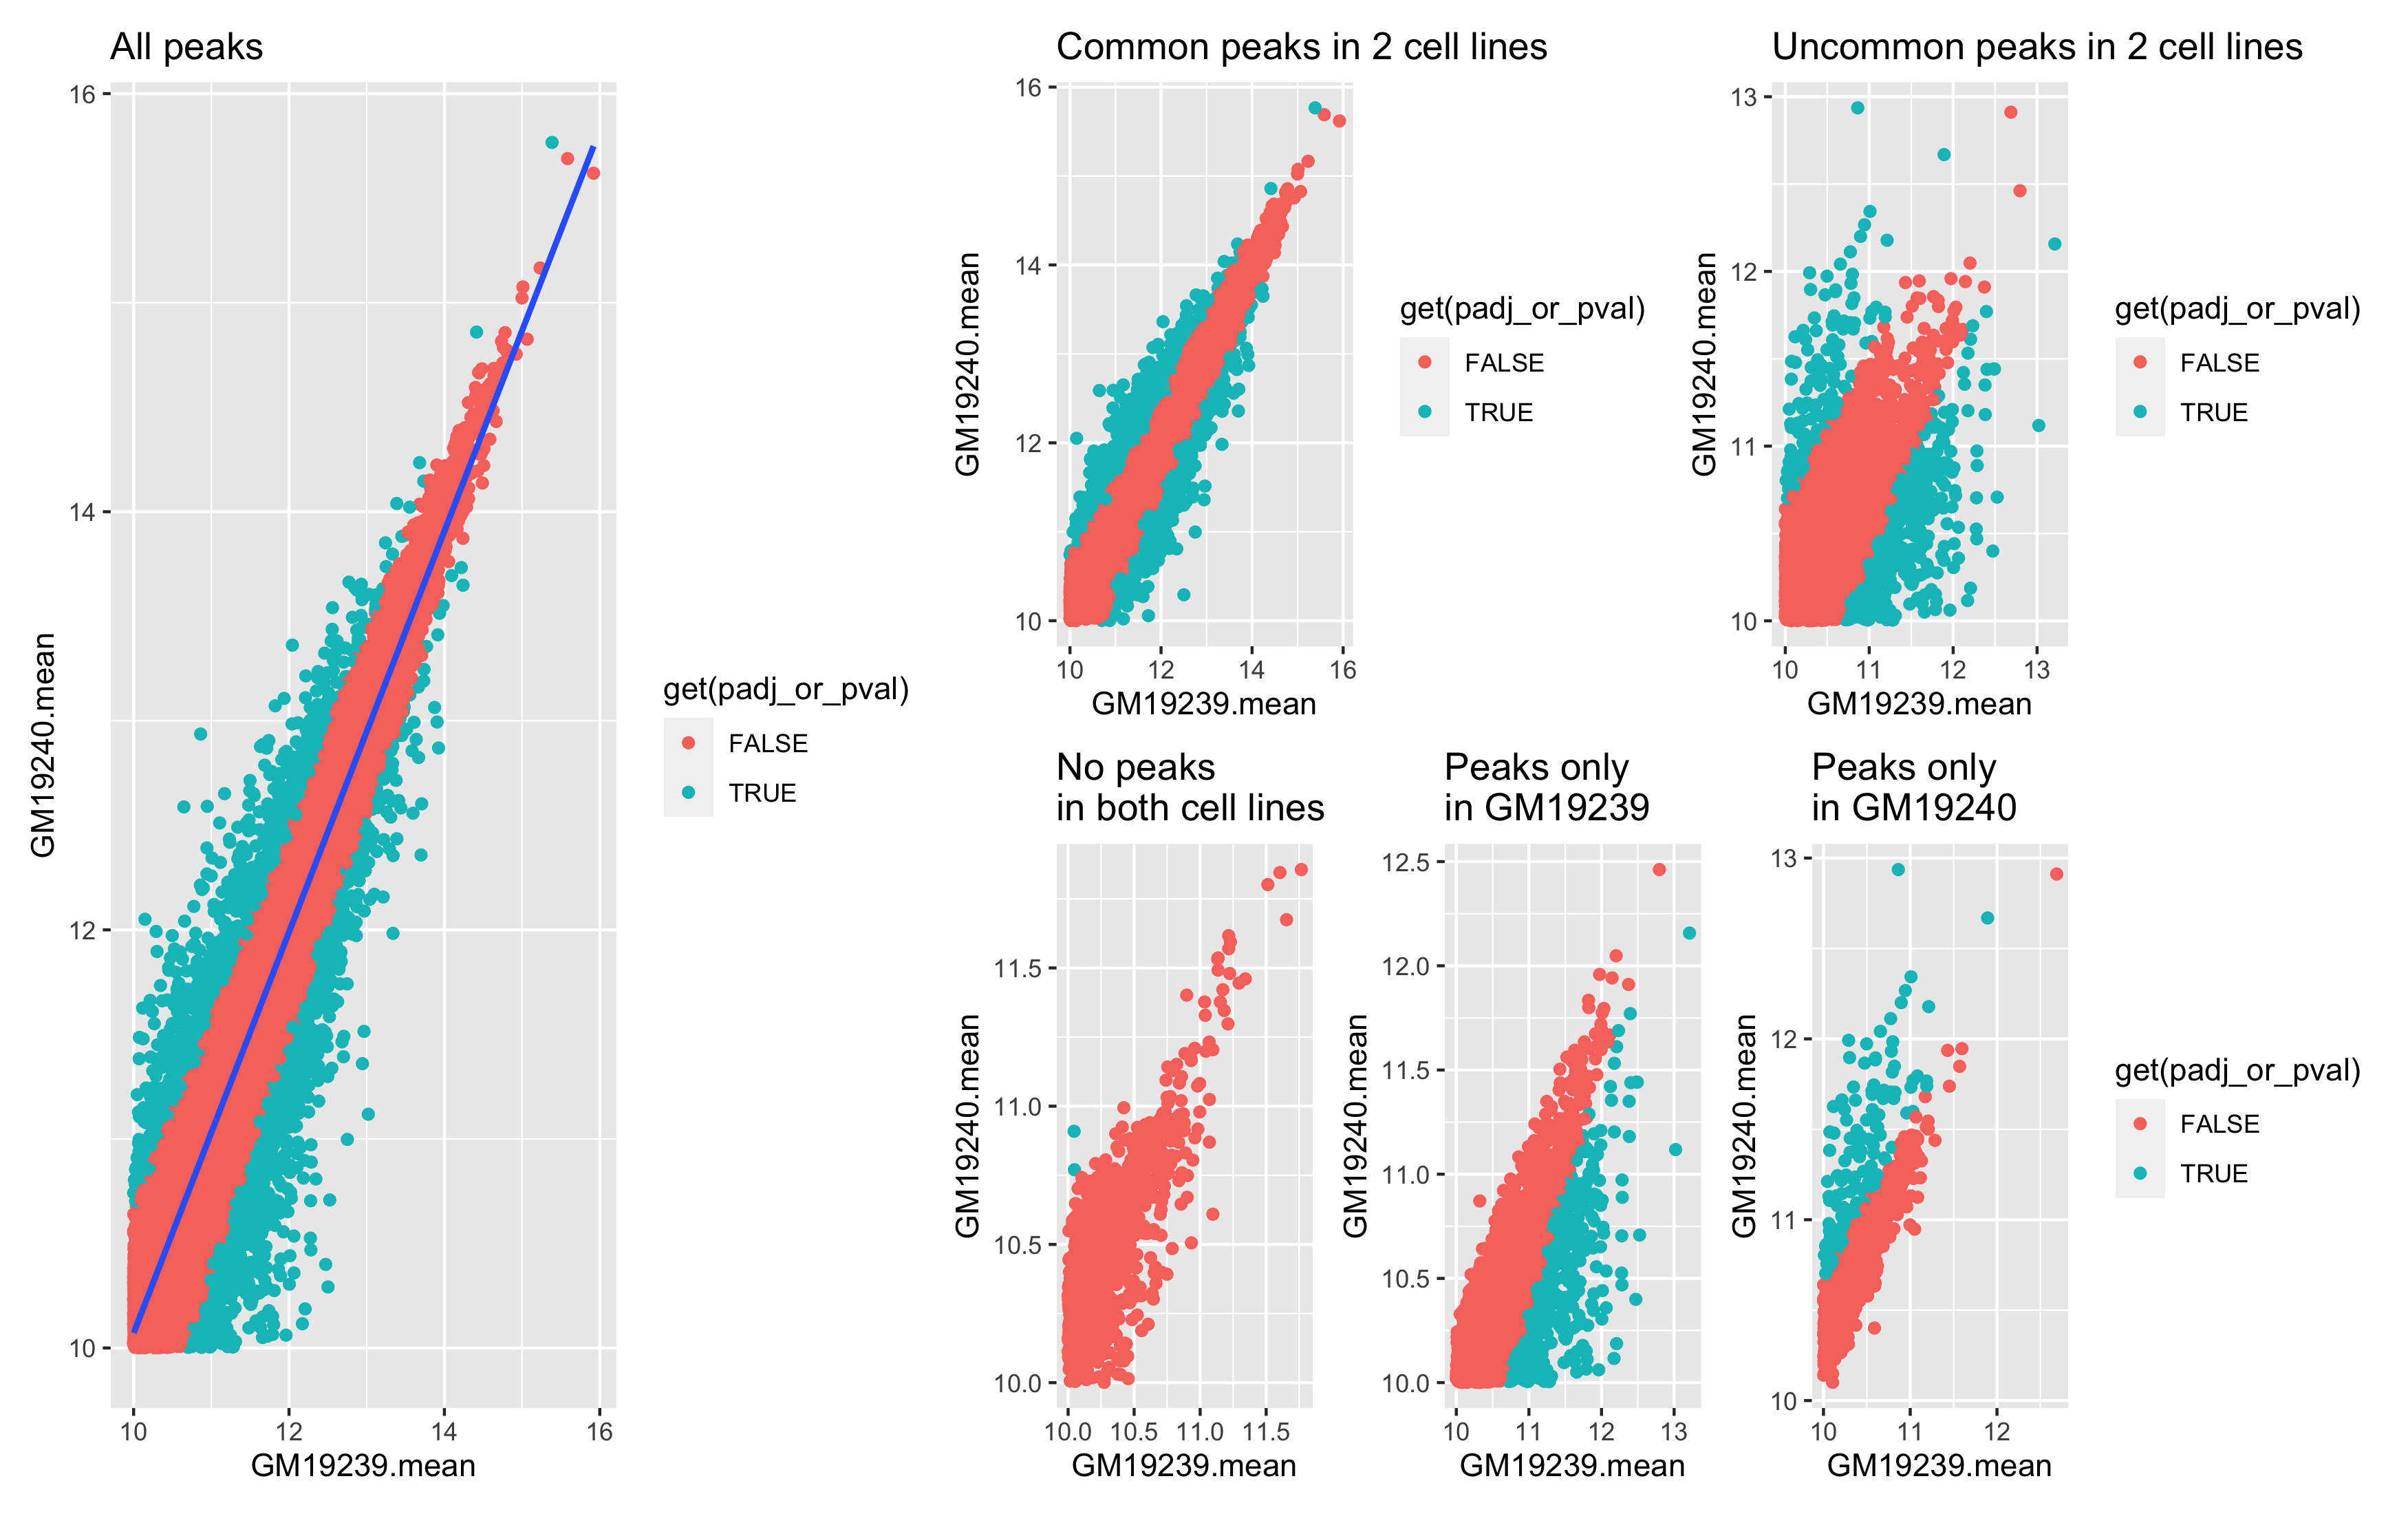 All peaks
16
14
12
10
10 12 14 16
GM19239.mean
GM19240.mean
get(padj_or_pval)
FALSE
TRUE
Common peaks in 2 cell lines
16
14
12
10
10 12 14 16
GM19239.mean
GM19240.mean
get(padj_or_pval)
FALSE
TRUE
Uncommon peaks in 2 cell lines
13
12
11
10
10 11 12 13
GM19239.mean
GM19240.mean
get(padj_or_pval)
FALSE
TRUE
No peaks
in both cell lines
11.5
11.0
10.5
10.0
10.0 10.5 11.0 11.5
GM19239.mean
GM19240.mean
Peaks only
in GM19239
12.5
12.0
11.5
11.0
10.5
10.0
10 11 12 13
GM19239.mean
GM19240.mean
Peaks only
in GM19240
13
12
11
10
10 11 12
GM19239.mean
GM19240.mean
get(padj_or_pval)
FALSE
TRUE